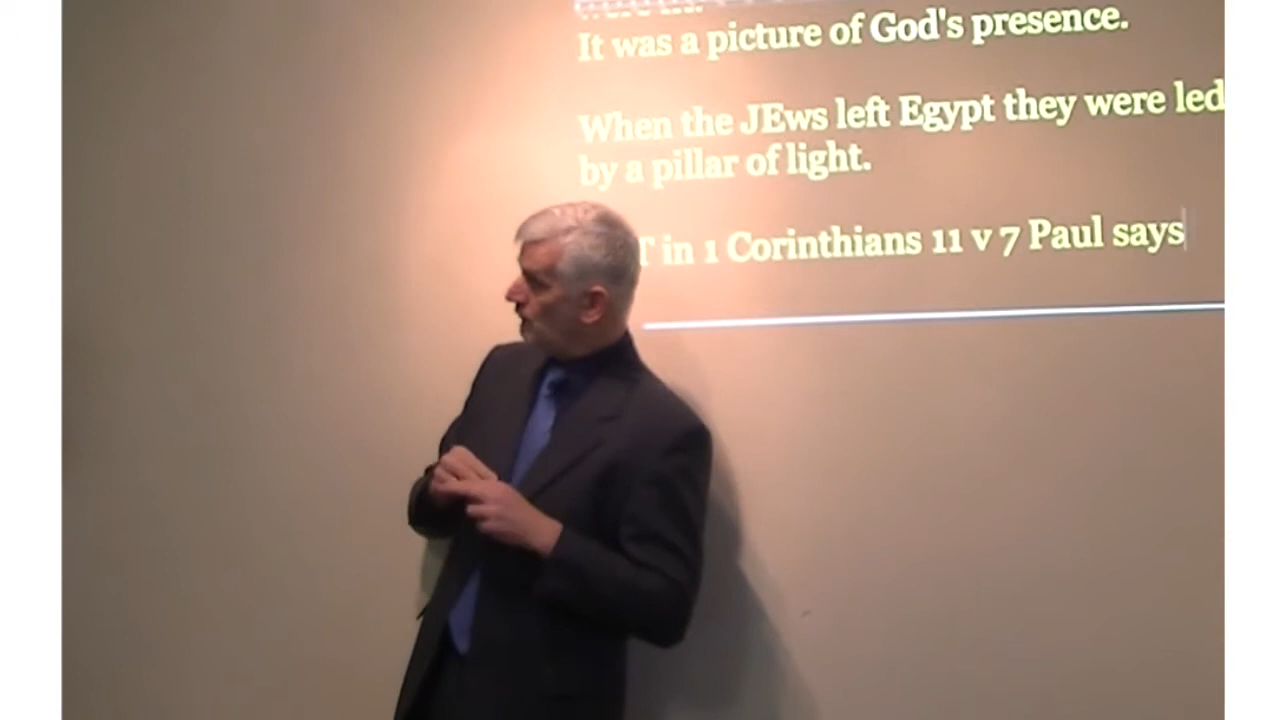 It was a picture of God's presence.
When the JEws left Egypt they were led
by a pillar of light.
in 1 Corinthians 11 v 7 Paul says